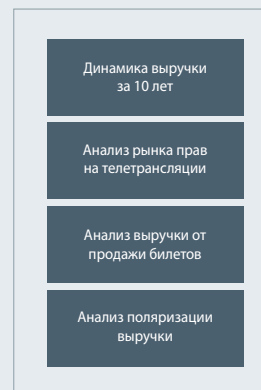 Динамика выручки
за 10 лет
Анализ рынка прав
на телетрансляции
Анализ выручки от
продажи билетов
Анализ поляризации
выручки